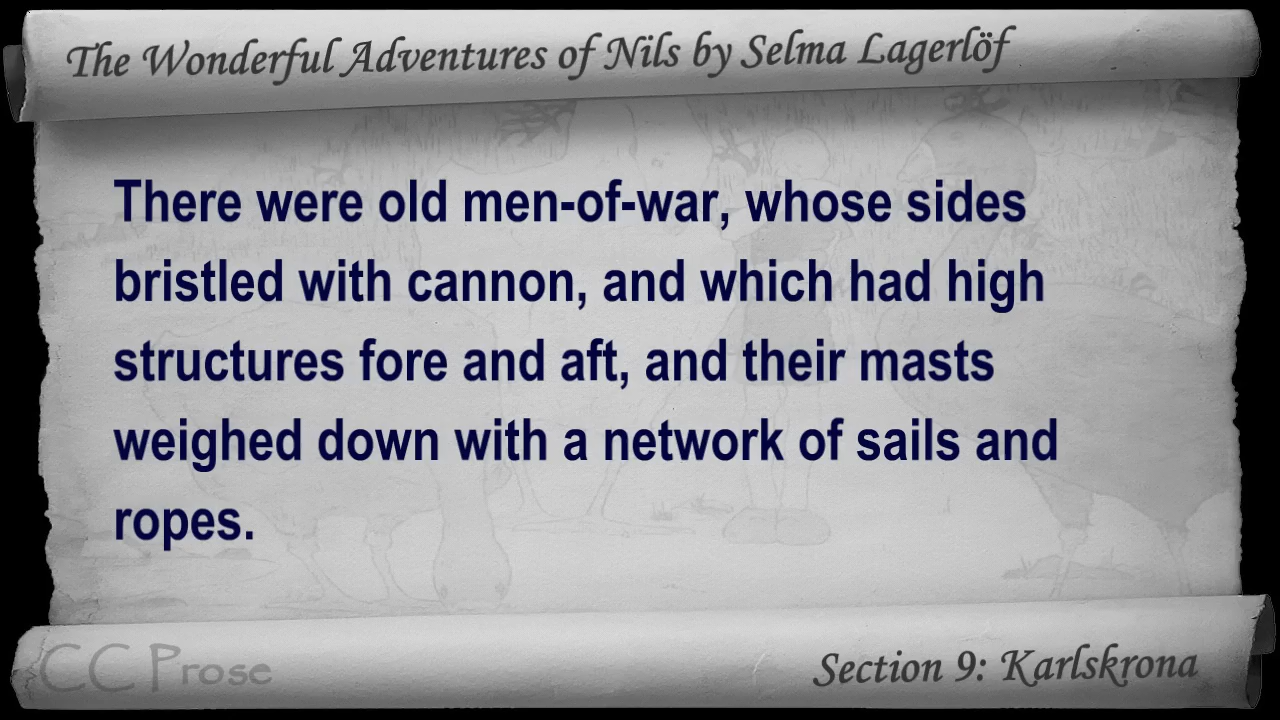 The Wonderful Adventures of Nils by Selma Lagerlöf
There were old men-of-war, whose sides
bristled with cannon, and which had high
structures fore and aft, and their masts
weighed down with a network of sails and
ropes.
CC Prose
Section 9: Karlskrona